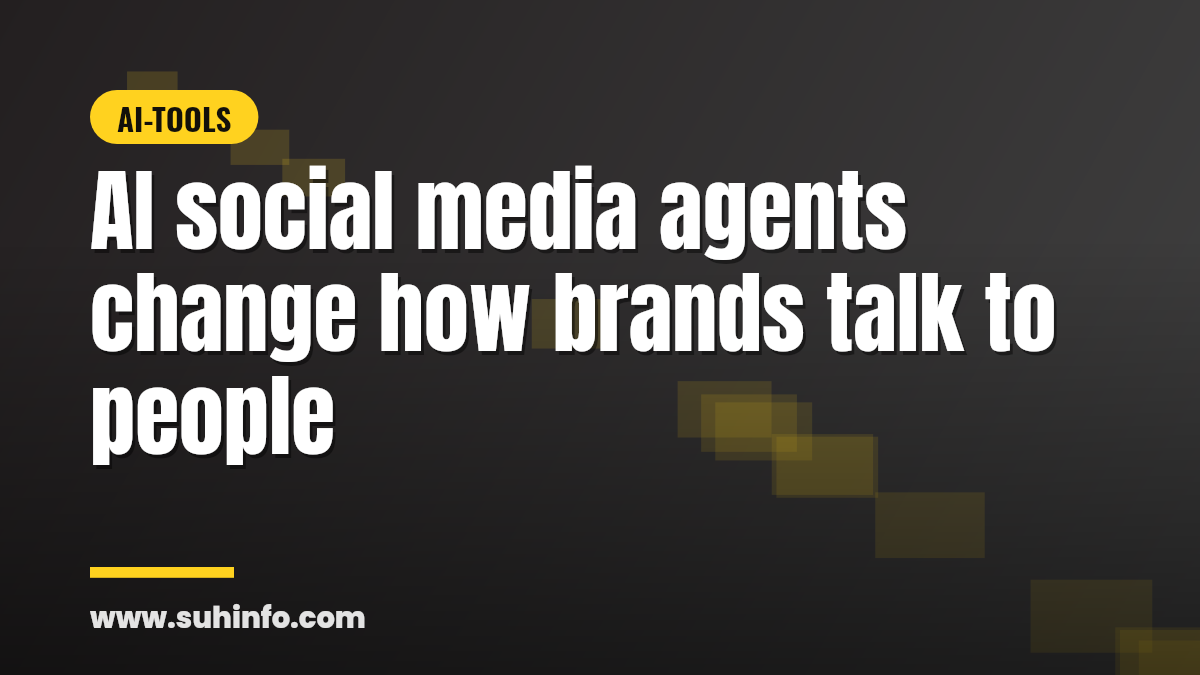 AI-TOOLS
AI social media agents
change how brands talk to
people
www.suhinfo.com